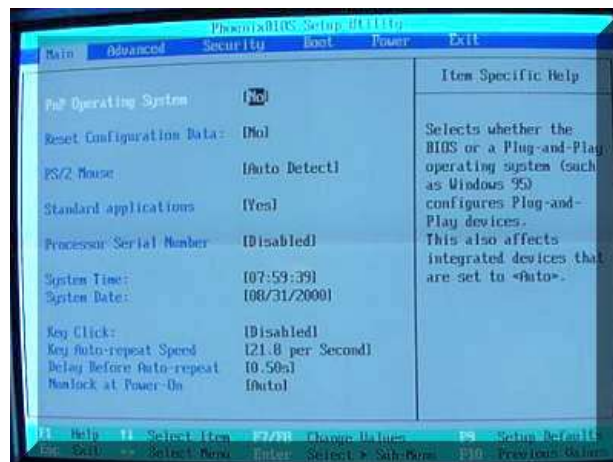 PhoenixBIOS Setup Utility
Main Advanced Security Boot Power Exit
PnP Operating System [No]
Reset Configuration Data: [No]
PS/2 Mouse [Auto Detect]
Standard applications [Yes]
Processor Serial Number [Disabled]
System Time: [07:59:39]
System Date: [08/31/2000]
Key Click: [Disabled]
Key Auto-repeat Speed [21.8 per Second]
Delay Before Auto-repeat [0.50s]
Numlock at Power-On [Auto]
Item Specific Help
Selects whether the
BIOS or a Plug-and-Play
operating system (such
as Windows 95)
configures Plug-and-
Play devices.
This also affects
integrated devices that
are set to <Auto>.
F1 Help ↑↓ Select Item F7/F8 Change Values F9 Setup Defaults
Esc Exit ↔ Select Menu Enter Select ▸ Sub-Menu F10 Previous Values